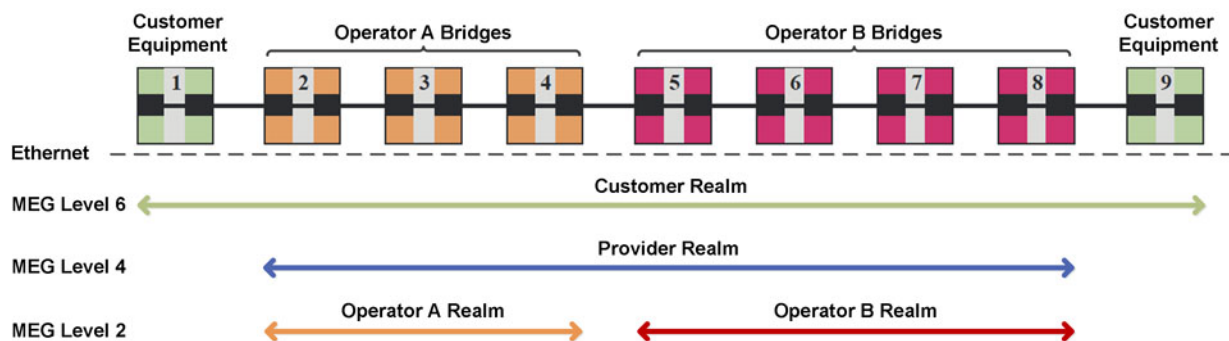 Customer
Equipment
Operator A Bridges
Operator B Bridges
Customer
Equipment
1
2
3
4
5
6
7
8
9
Ethernet
Customer Realm
MEG Level 6
Provider Realm
MEG Level 4
Operator A Realm
Operator B Realm
MEG Level 2